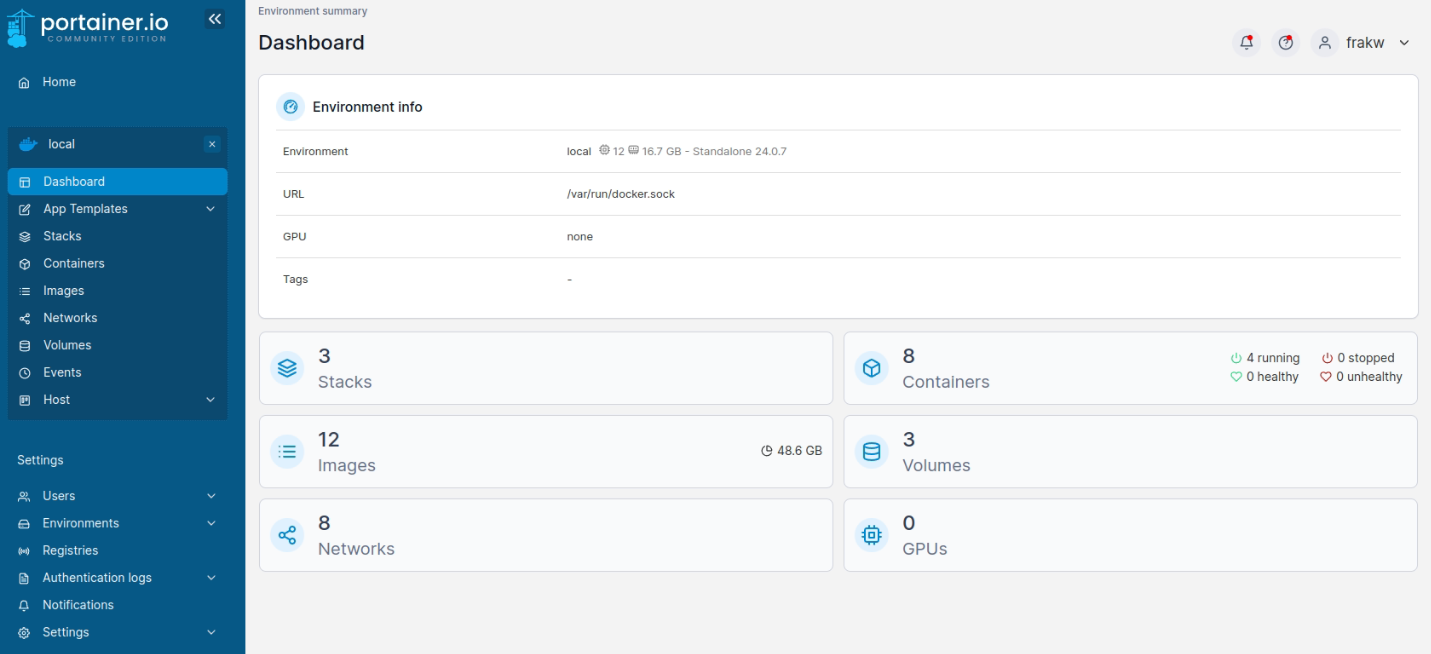 portainer.io
COMMUNITY EDITION
Home
local
Dashboard
App Templates
Stacks
Containers
Images
Networks
Volumes
Events
Host
Settings
Users
Environments
Registries
Authentication logs
Notifications
Settings
Environment summary
Dashboard
frakw
Environment info
Environment local 12 16.7 GB - Standalone 24.0.7
URL /var/run/docker.sock
GPU none
Tags -
3
Stacks
8
Containers
4 running 0 stopped
0 healthy 0 unhealthy
12
Images
48.6 GB
3
Volumes
8
Networks
0
GPUs